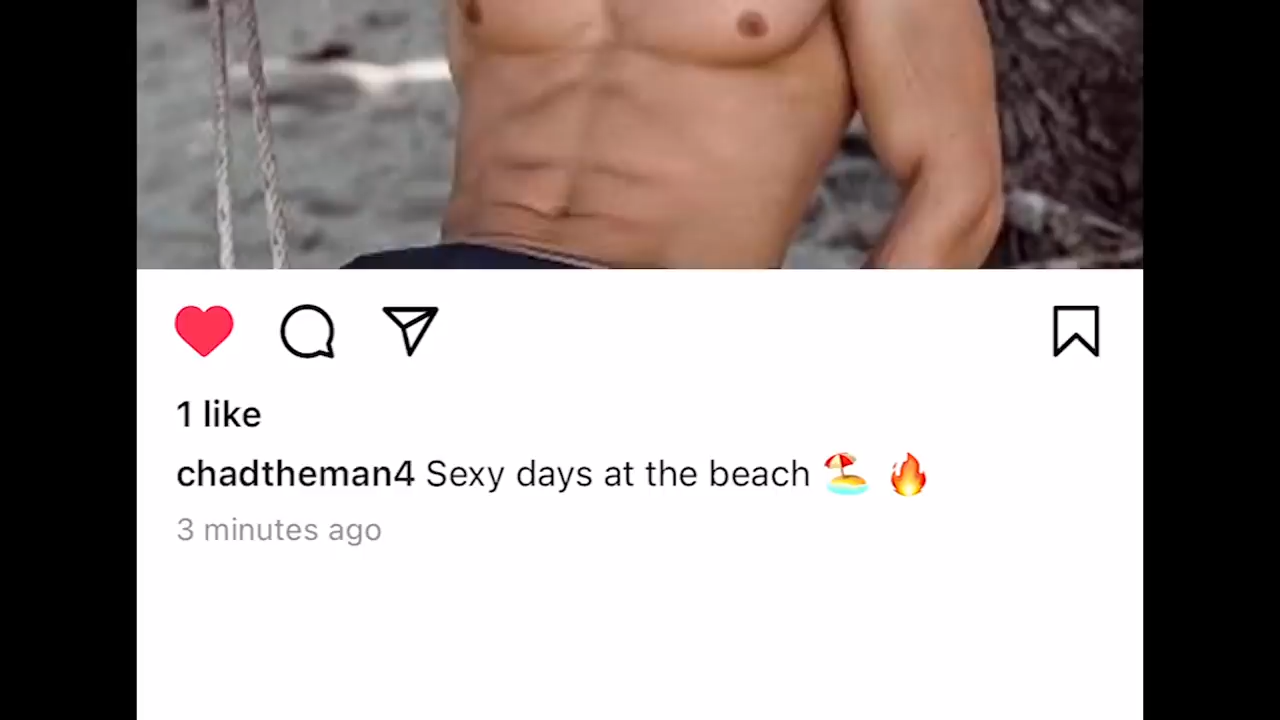 1 like
chadtheman4 Sexy days at the beach 🏖️ 🔥
3 minutes ago